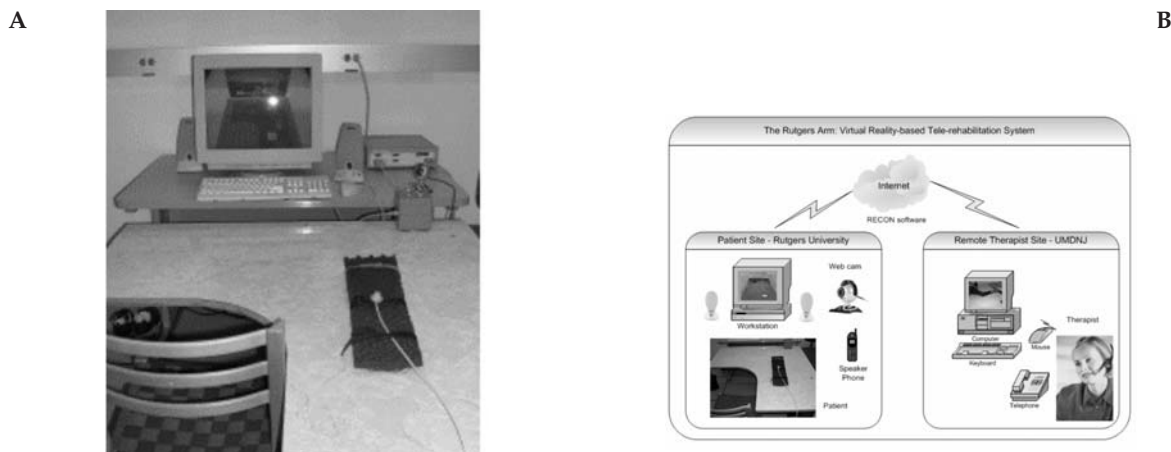 A
B
The Rutgers Arm: Virtual Reality-based Tele-rehabilitation System
Internet
RECON software
Patient Site - Rutgers University
Remote Therapist Site - UMDNJ
Web cam
Workstation
Speaker
Phone
Patient
Therapist
Computer
Mouse
Keyboard
Telephone